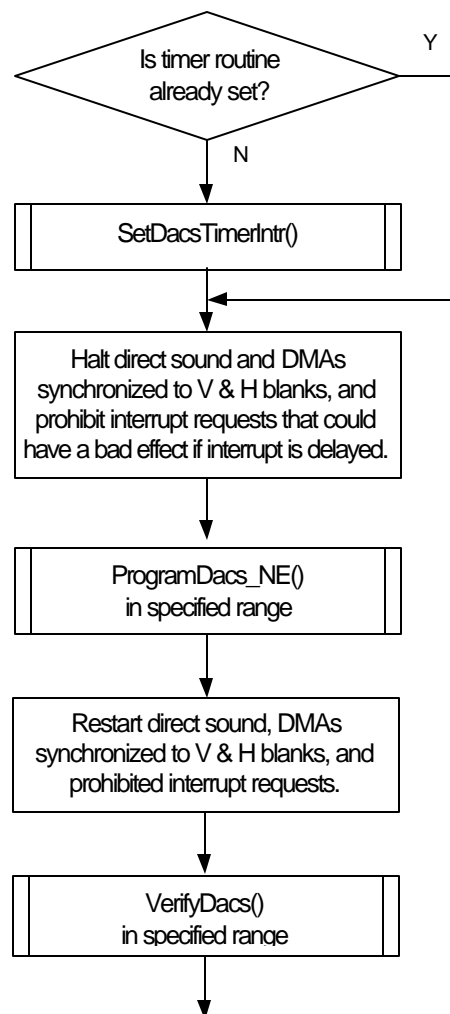 Is timer routine
already set?
Y
N
SetDacsTimerIntr()
Halt direct sound and DMAs
synchronized to V & H blanks, and
prohibit interrupt requests that could
have a bad effect if interrupt is delayed.
ProgramDacs_NE()
in specified range
Restart direct sound, DMAs
synchronized to V & H blanks, and
prohibited interrupt requests.
VerifyDacs()
in specified range